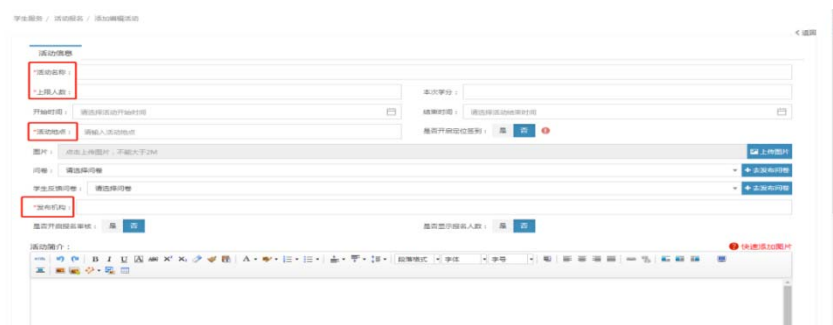 学生服务 / 活动报名 / 活动编辑活动
< 返回
活动信息
*活动名称：
*上限人数： 本次学分：
开始时间： 请选择活动开始时间 结束时间： 请选择活动结束时间
*活动地点： 请输入活动地点 是否开启定位签到： 是 否
图片： 点击上传图片，不能大于2M 上传图片
问卷： 请选择问卷 +去发布问卷
学生反馈问卷： 请选择问卷 +去发布问卷
*发布机构：
是否开启报名审核： 是 否 是否显示报名人数： 是 否
活动简介： 快速添加图片
HTML B I U A ABC X² X₂ A 段落格式 字体 字号